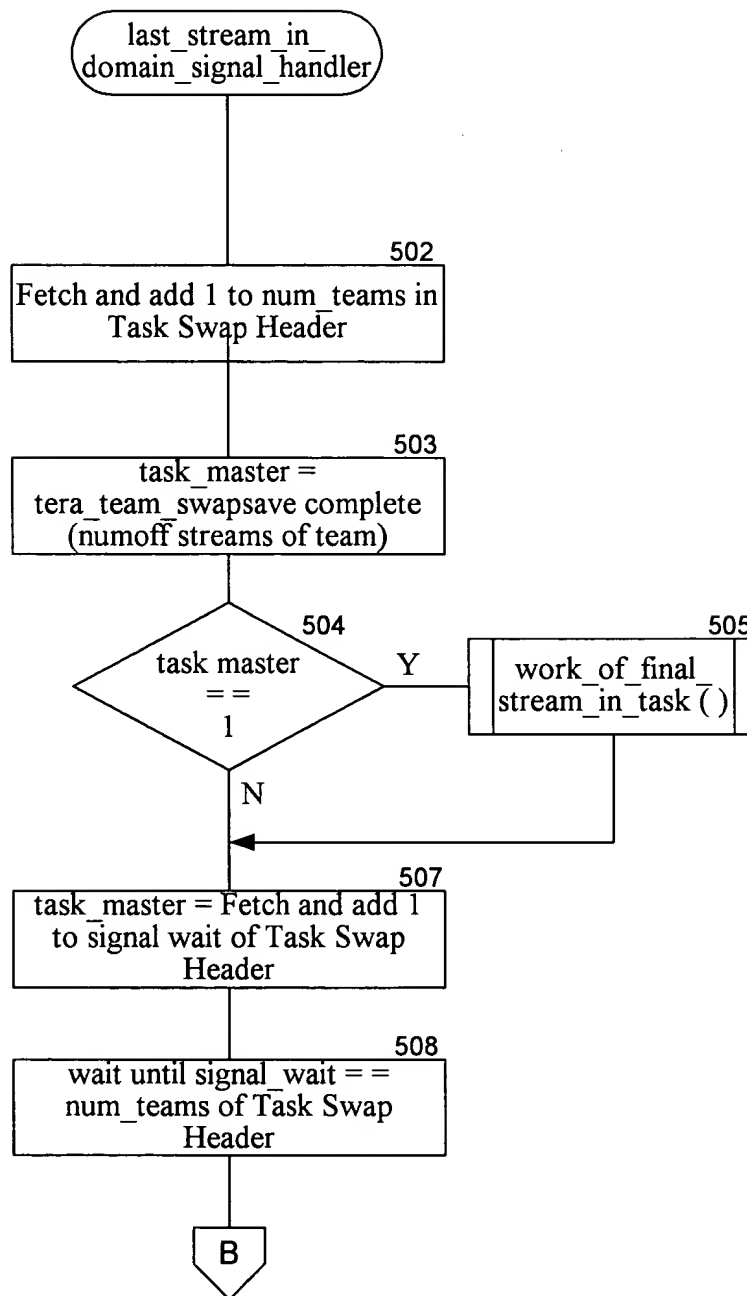 last_stream_in_
domain_signal_handler
502
Fetch and add 1 to num_teams in
Task Swap Header
503
task_master =
tera_team_swapsave complete
(numoff streams of team)
504
task master
= =
1
Y
505
work_of_final_
stream_in_task ( )
N
507
task_master = Fetch and add 1
to signal wait of Task Swap
Header
508
wait until signal_wait = =
num_teams of Task Swap
Header
B